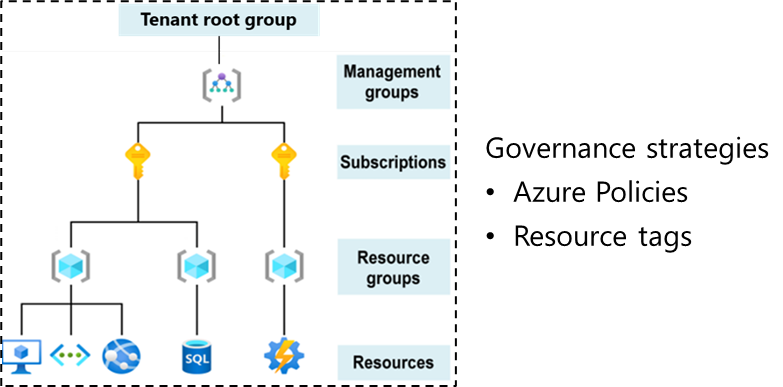 Tenant root group
Management
groups
Subscriptions
Resource
groups
SQL
Resources
Governance strategies
• Azure Policies
• Resource tags